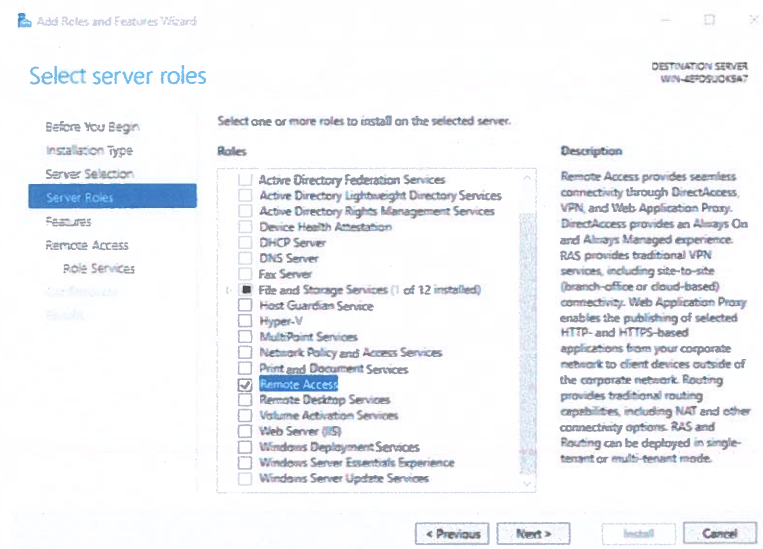 Add Roles and Features Wizard
Select server roles
DESTINATION SERVER
Before You Begin
Installation Type
Server Selection
Server Roles
Features
Remote Access
Role Services
Confirmation
Results
Select one or more roles to install on the selected server.
Roles
Active Directory Federation Services
Active Directory Lightweight Directory Services
Active Directory Rights Management Services
Device Health Attestation
DHCP Server
DNS Server
Fax Server
File and Storage Services (1 of 12 installed)
Host Guardian Service
Hyper-V
MultiPoint Services
Network Policy and Access Services
Print and Document Services
Remote Access
Remote Desktop Services
Volume Activation Services
Web Server (IIS)
Windows Deployment Services
Windows Server Essentials Experience
Windows Server Update Services
Description
Remote Access provides seamless
connectivity through DirectAccess,
VPN, and Web Application Proxy.
DirectAccess provides an Always On
and Always Managed experience.
RAS provides traditional VPN
services, including site-to-site
(branch-office or cloud-based)
connectivity. Web Application Proxy
enables the publishing of selected
HTTP- and HTTPS-based
applications from your corporate
network to client devices outside of
the corporate network. Routing
provides traditional routing
capabilities, including NAT and other
connectivity options. RAS and
Routing can be deployed in single-
tenant or multi-tenant mode.
< Previous
Next >
Install
Cancel